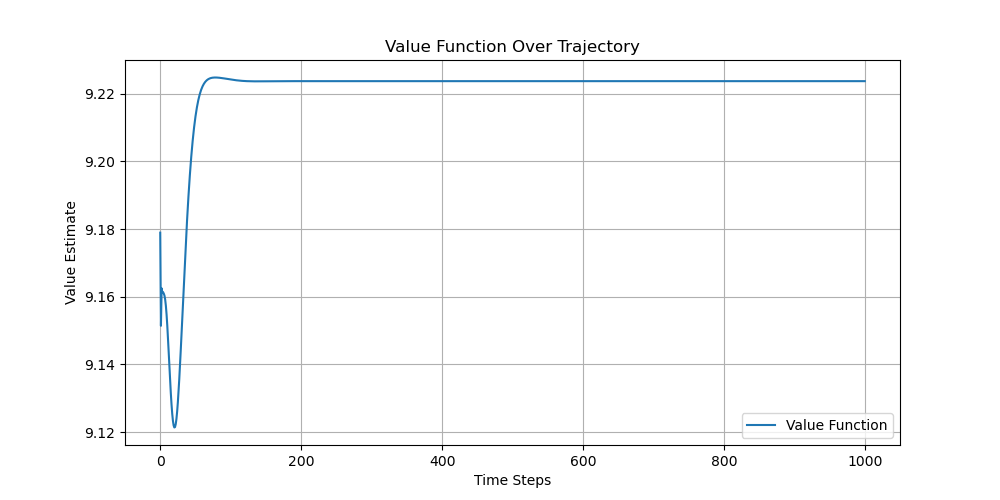 Value Function Over Trajectory
Value Estimate
9.22
9.20
9.18
9.16
9.14
9.12
0 200 400 600 800 1000
Time Steps
Value Function